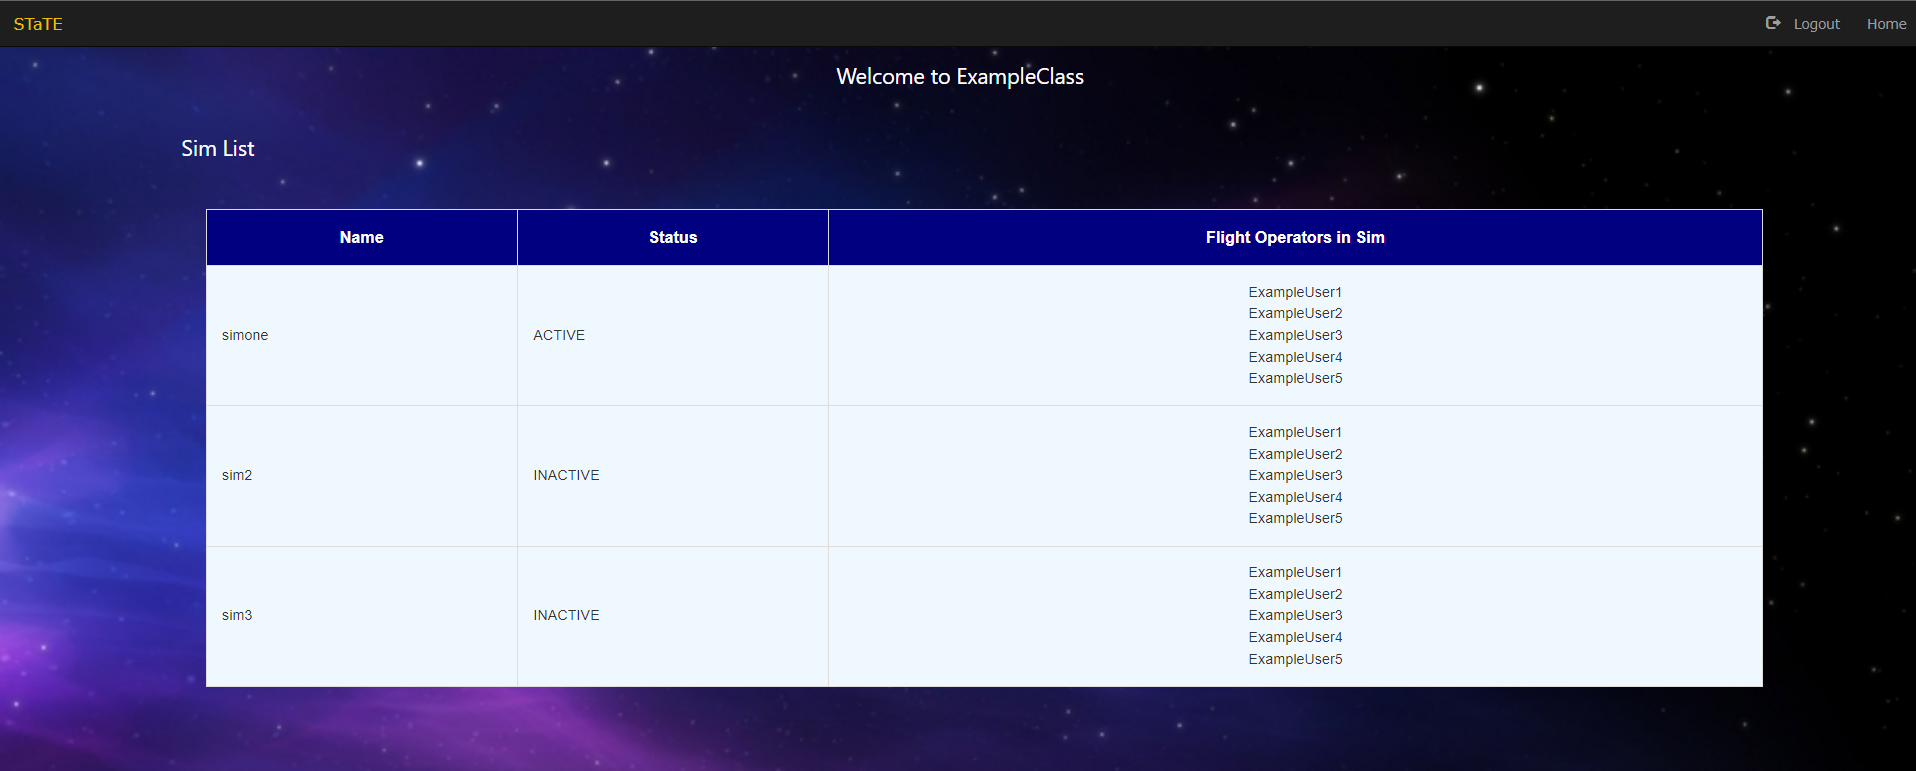 STaTE
Logout Home
Welcome to ExampleClass
Sim List
Name Status Flight Operators in Sim
simone ACTIVE ExampleUser1
ExampleUser2
ExampleUser3
ExampleUser4
ExampleUser5
sim2 INACTIVE ExampleUser1
ExampleUser2
ExampleUser3
ExampleUser4
ExampleUser5
sim3 INACTIVE ExampleUser1
ExampleUser2
ExampleUser3
ExampleUser4
ExampleUser5